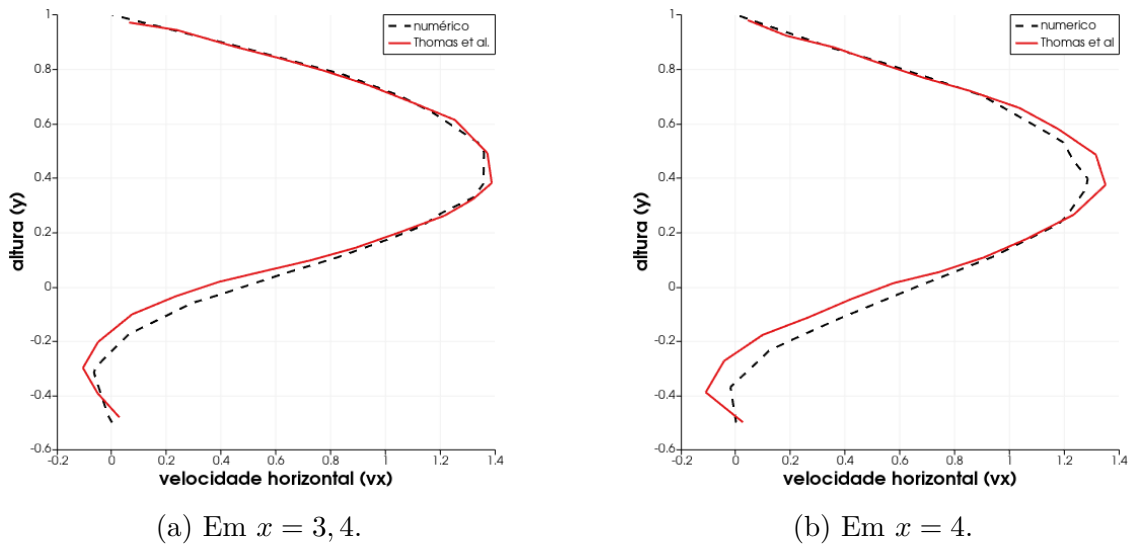 numérico
Thomas et al.
1
0.8
0.6
0.4
0.2
0
-0.2
-0.4
-0.6
altura (y)
-0.2 0 0.2 0.4 0.6 0.8 1 1.2 1.4
velocidade horizontal (vx)
(a) Em x = 3, 4.
numerico
Thomas et al
1
0.8
0.6
0.4
0.2
0
-0.2
-0.4
-0.6
altura (y)
-0.2 0 0.2 0.4 0.6 0.8 1 1.2 1.4
velocidade horizontal (vx)
(b) Em x = 4.